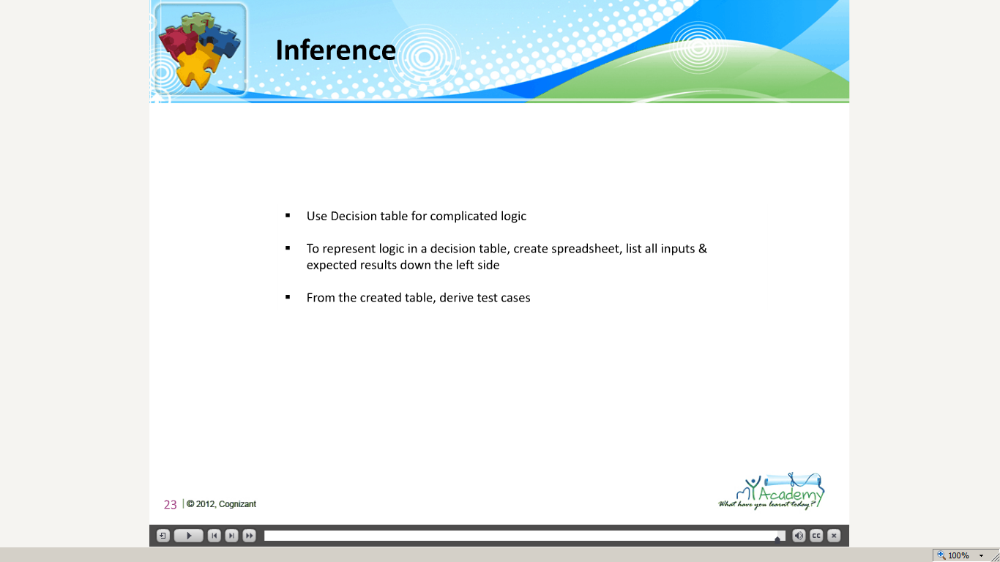 Inference
▪ Use Decision table for complicated logic
▪ To represent logic in a decision table, create spreadsheet, list all inputs &
expected results down the left side
▪ From the created table, derive test cases
23 | © 2012, Cognizant
my Academy
What have you learnt today?
CC
100%